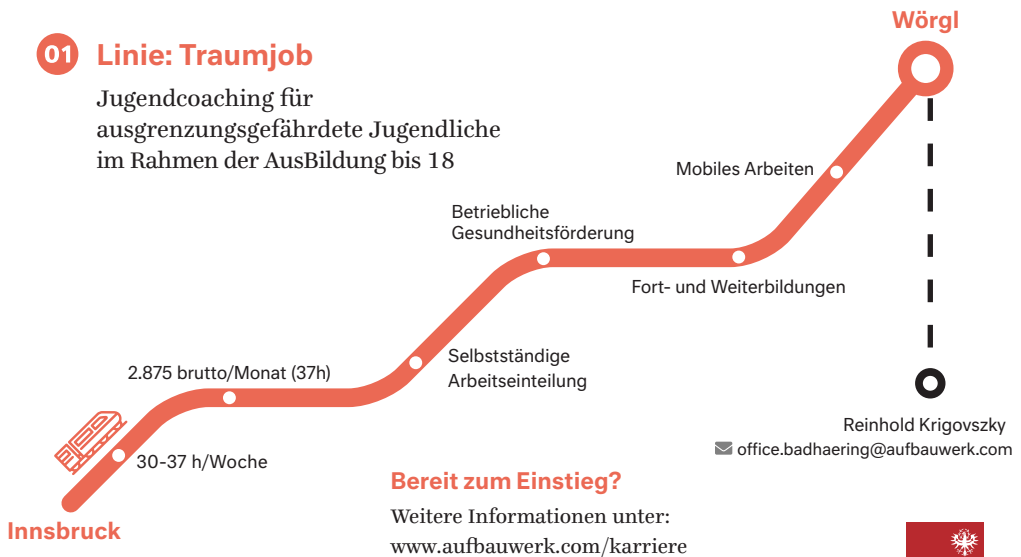 Wörgl
01 Linie: Traumjob
Jugendcoaching für
ausgrenzungsgefährdete Jugendliche
im Rahmen der AusBildung bis 18
Mobiles Arbeiten
Betriebliche
Gesundheitsförderung
Fort- und Weiterbildungen
Selbstständige
Arbeitseinteilung
2.875 brutto/Monat (37h)
30-37 h/Woche
Innsbruck
Reinhold Krigovszky
office.badhaering@aufbauwerk.com
Bereit zum Einstieg?
Weitere Informationen unter:
www.aufbauwerk.com/karriere